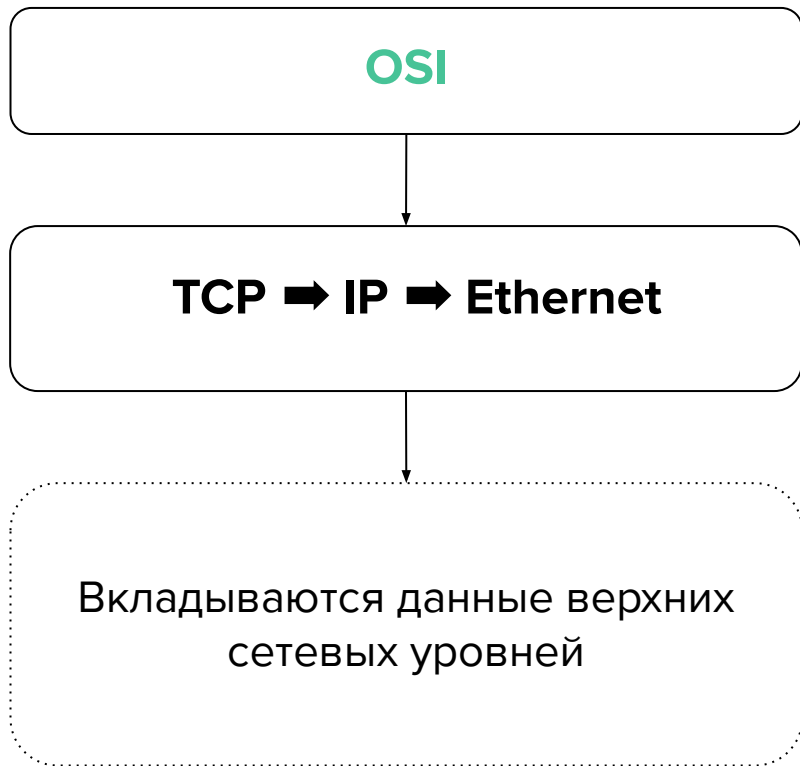 OSI
TCP ➡ IP ➡ Ethernet
Вкладываются данные верхних
сетевых уровней